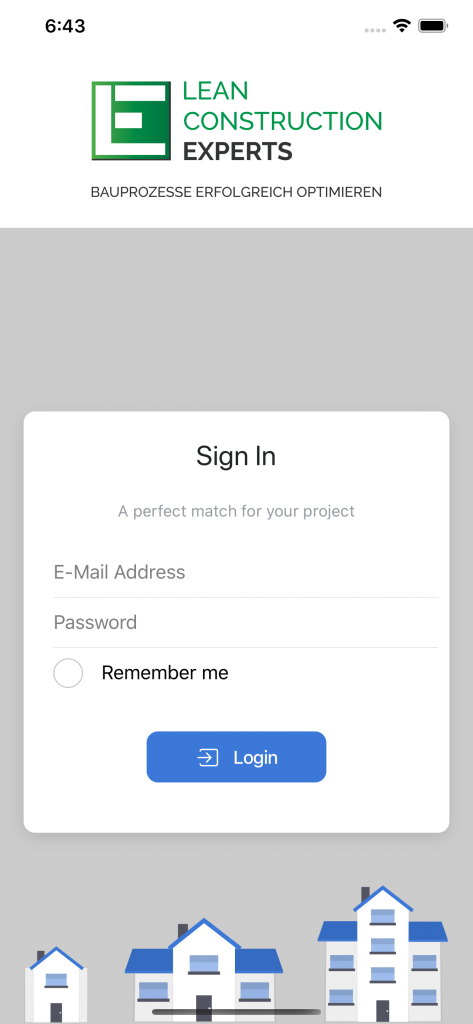 6:43
LEAN
CONSTRUCTION
EXPERTS
BAUPROZESSE ERFOLGREICH OPTIMIEREN
Sign In
A perfect match for your project
E-Mail Address
Password
Remember me
Login